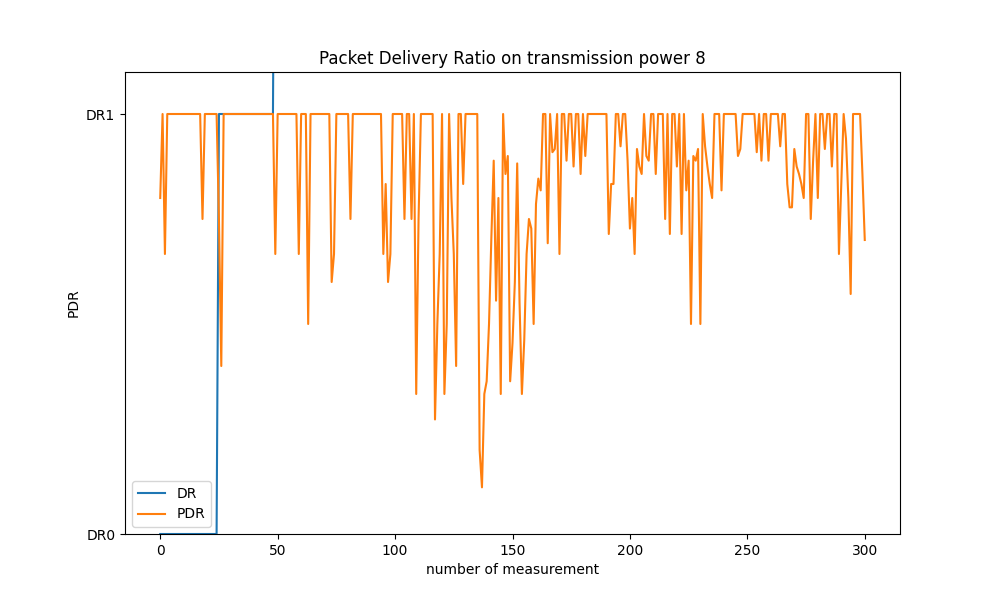 Packet Delivery Ratio on transmission power 8
DR1
PDR
DR0
DR
PDR
0 50 100 150 200 250 300
number of measurement